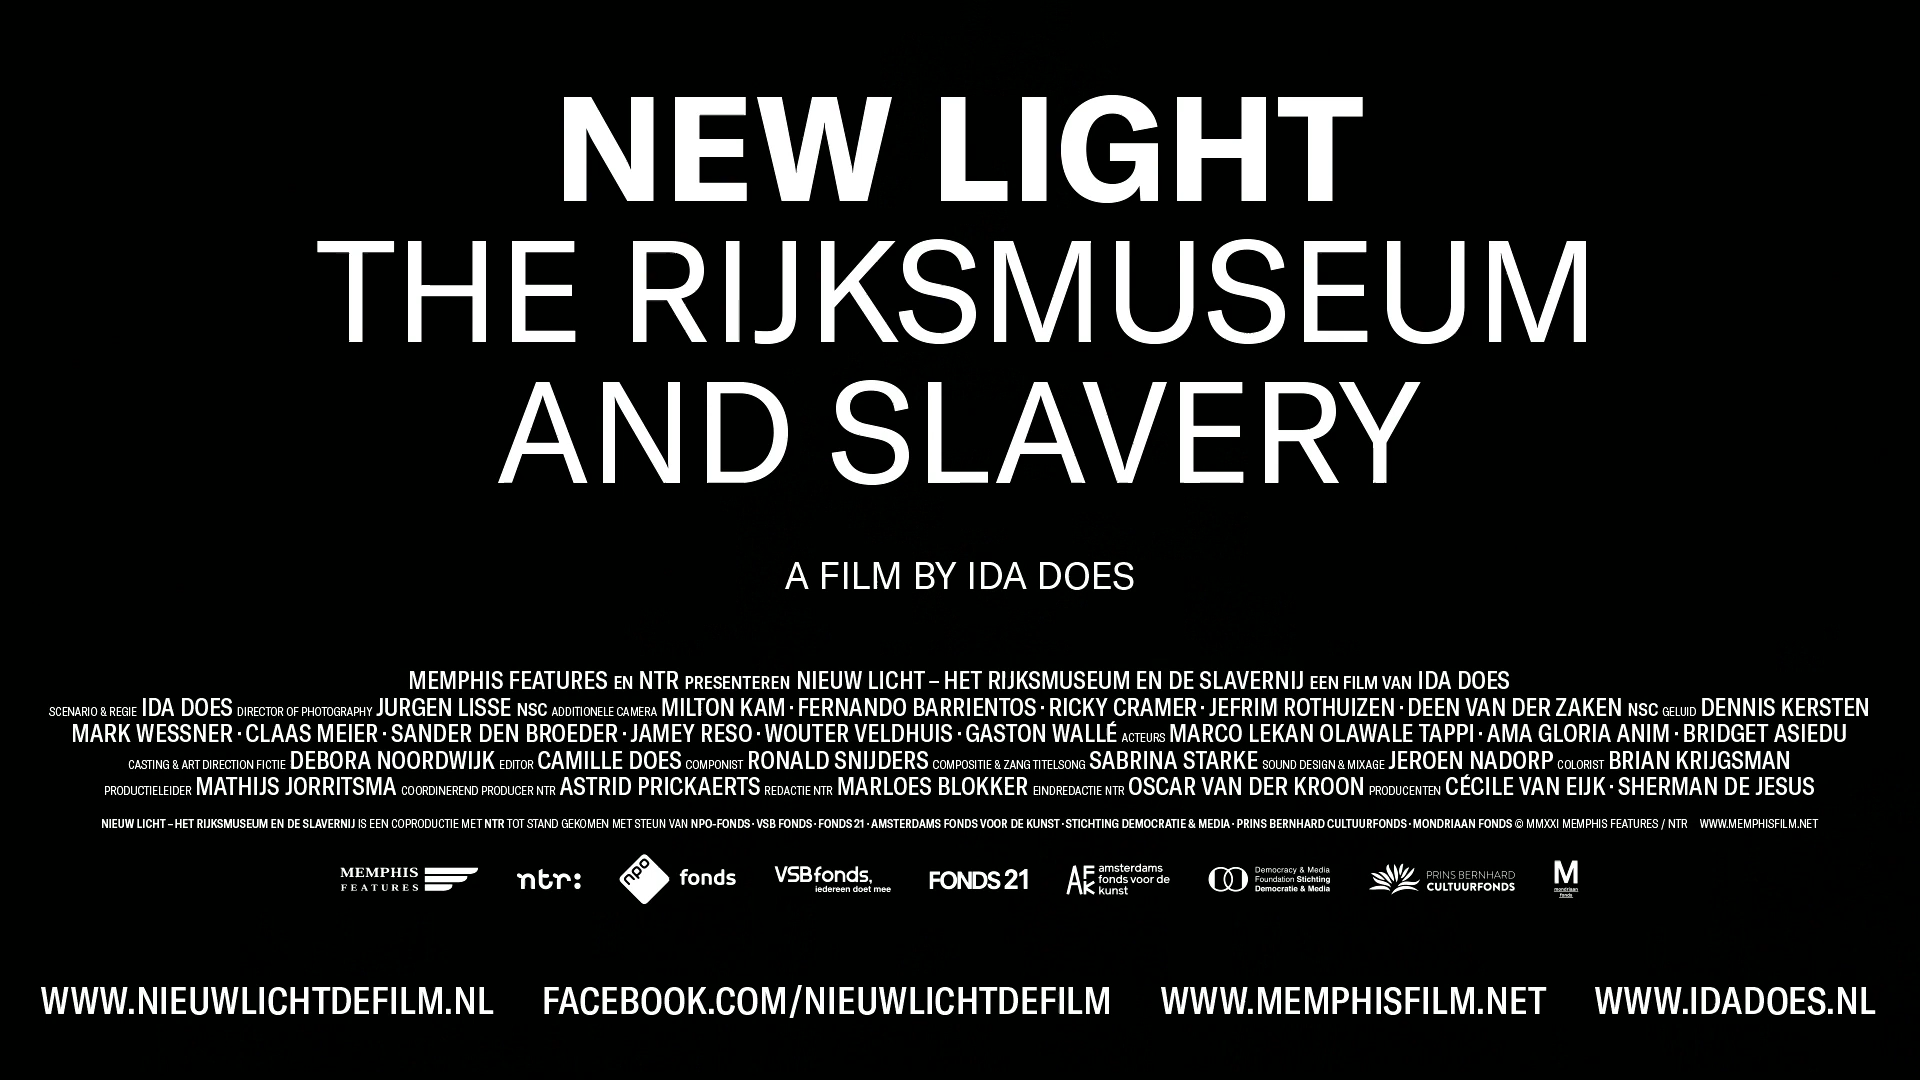 NEW LIGHT
THE RIJKSMUSEUM
AND SLAVERY
A FILM BY IDA DOES
MEMPHIS FEATURES EN NTR PRESENTEREN NIEUW LICHT – HET RIJKSMUSEUM EN DE SLAVERNIJ EEN FILM VAN IDA DOES
SCENARIO & REGIE IDA DOES DIRECTOR OF PHOTOGRAPHY JURGEN LISSE NSC ADDITIONELE CAMERA MILTON KAM · FERNANDO BARRIENTOS · RICKY CRAMER · JEFRIM ROTHUIZEN · DEEN VAN DER ZAKEN NSC GELUID DENNIS KERSTEN
MARK WESSNER · CLAAS MEIER · SANDER DEN BROEDER · JAMEY RESO · WOUTER VELDHUIS · GASTON WALLÉ ACTEURS MARCO LEKAN OLAWALE TAPPI · AMA GLORIA ANIM · BRIDGET ASIEDU
CASTING & ART DIRECTION FICTIE DEBORA NOORDWIJK EDITOR CAMILLE DOES COMPONIST RONALD SNIJDERS COMPOSITIE & ZANG TITELSONG SABRINA STARKE SOUND DESIGN & MIXAGE JEROEN NADORP COLORIST BRIAN KRIJGSMAN
PRODUCTIELEIDER MATHIJS JORRITSMA COORDINEREND PRODUCER NTR ASTRID PRICKAERTS REDACTIE NTR MARLOES BLOKKER EINDREDACTIE NTR OSCAR VAN DER KROON PRODUCENTEN CÉCILE VAN EIJK · SHERMAN DE JESUS
NIEUW LICHT – HET RIJKSMUSEUM EN DE SLAVERNIJ IS EEN COPRODUCTIE MET NTR TOT STAND GEKOMEN MET STEUN VAN NPO-FONDS · VSB FONDS · FONDS 21 · AMSTERDAMS FONDS VOOR DE KUNST · STICHTING DEMOCRATIE & MEDIA · PRINS BERNHARD CULTUURFONDS · MONDRIAAN FONDS © MMXXI MEMPHIS FEATURES / NTR WWW.MEMPHISFILM.NET
MEMPHIS
FEATURES
ntr:
npo fonds
VSBfonds,
iedereen doet mee
FONDS 21
AFK
amsterdams
fonds voor de
kunst
Democracy & Media
Foundation Stichting
Democratie & Media
PRINS BERNHARD
CULTUURFONDS
M
mondriaan
fonds
WWW.NIEUWLICHTDEFILM.NL FACEBOOK.COM/NIEUWLICHTDEFILM WWW.MEMPHISFILM.NET WWW.IDADOES.NL